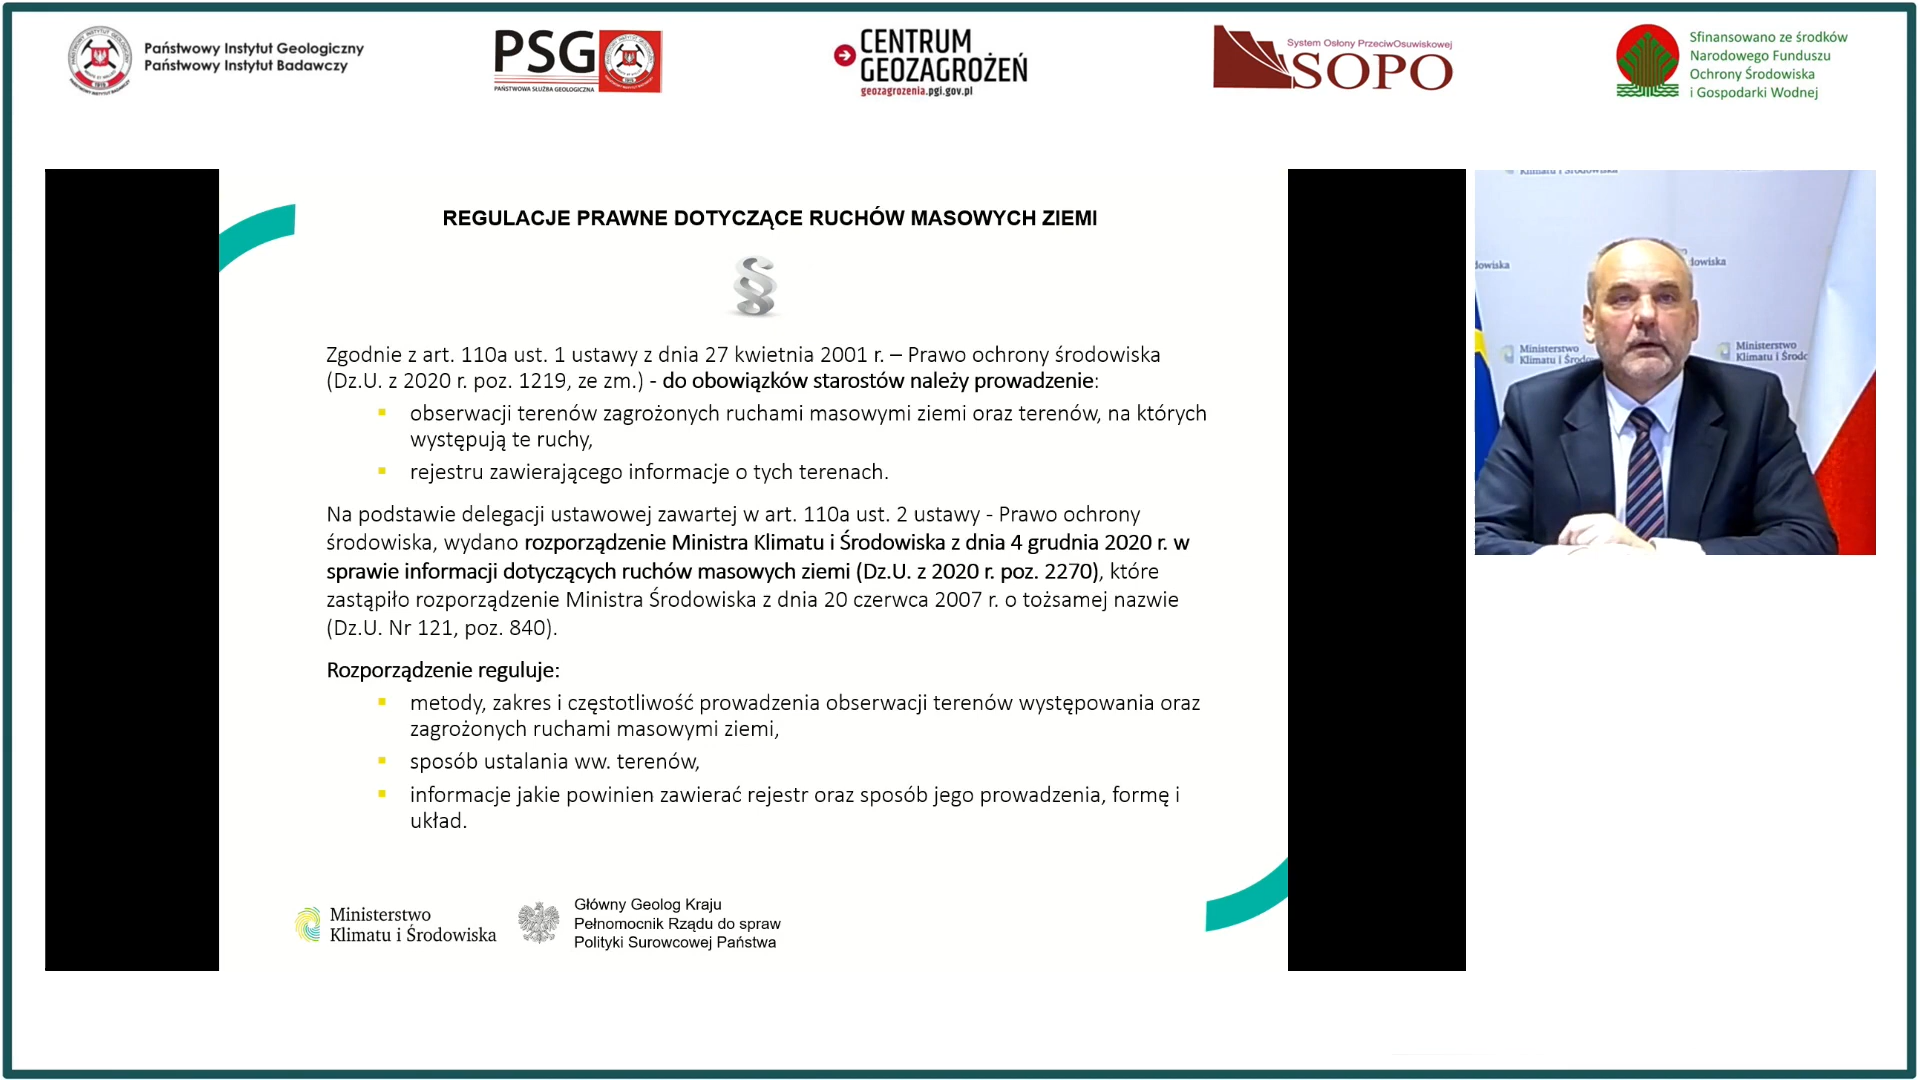 Państwowy Instytut Geologiczny
Państwowy Instytut Badawczy
PSG
PAŃSTWOWA SŁUŻBA GEOLOGICZNA
CENTRUM
GEOZAGROŻEŃ
geozagrozenia.pgi.gov.pl
System Osłony PrzeciwOsuwiskowej
SOPO
Sfinansowano ze środków
Narodowego Funduszu
Ochrony Środowiska
i Gospodarki Wodnej
REGULACJE PRAWNE DOTYCZĄCE RUCHÓW MASOWYCH ZIEMI
§
Zgodnie z art. 110a ust. 1 ustawy z dnia 27 kwietnia 2001 r. – Prawo ochrony środowiska
(Dz.U. z 2020 r. poz. 1219, ze zm.) - do obowiązków starostów należy prowadzenie:
▪ obserwacji terenów zagrożonych ruchami masowymi ziemi oraz terenów, na których
występują te ruchy,
▪ rejestru zawierającego informacje o tych terenach.
Na podstawie delegacji ustawowej zawartej w art. 110a ust. 2 ustawy - Prawo ochrony
środowiska, wydano rozporządzenie Ministra Klimatu i Środowiska z dnia 4 grudnia 2020 r. w
sprawie informacji dotyczących ruchów masowych ziemi (Dz.U. z 2020 r. poz. 2270), które
zastąpiło rozporządzenie Ministra Środowiska z dnia 20 czerwca 2007 r. o tożsamej nazwie
(Dz.U. Nr 121, poz. 840).
Rozporządzenie reguluje:
▪ metody, zakres i częstotliwość prowadzenia obserwacji terenów występowania oraz
zagrożonych ruchami masowymi ziemi,
▪ sposób ustalania ww. terenów,
▪ informacje jakie powinien zawierać rejestr oraz sposób jego prowadzenia, formę i
układ.
Ministerstwo
Klimatu i Środowiska
Główny Geolog Kraju
Pełnomocnik Rządu do spraw
Polityki Surowcowej Państwa
Klimatu i Środowiska
Ministerstwo
Klimatu i Środo
Ministerstwo
Klimatu i Środo